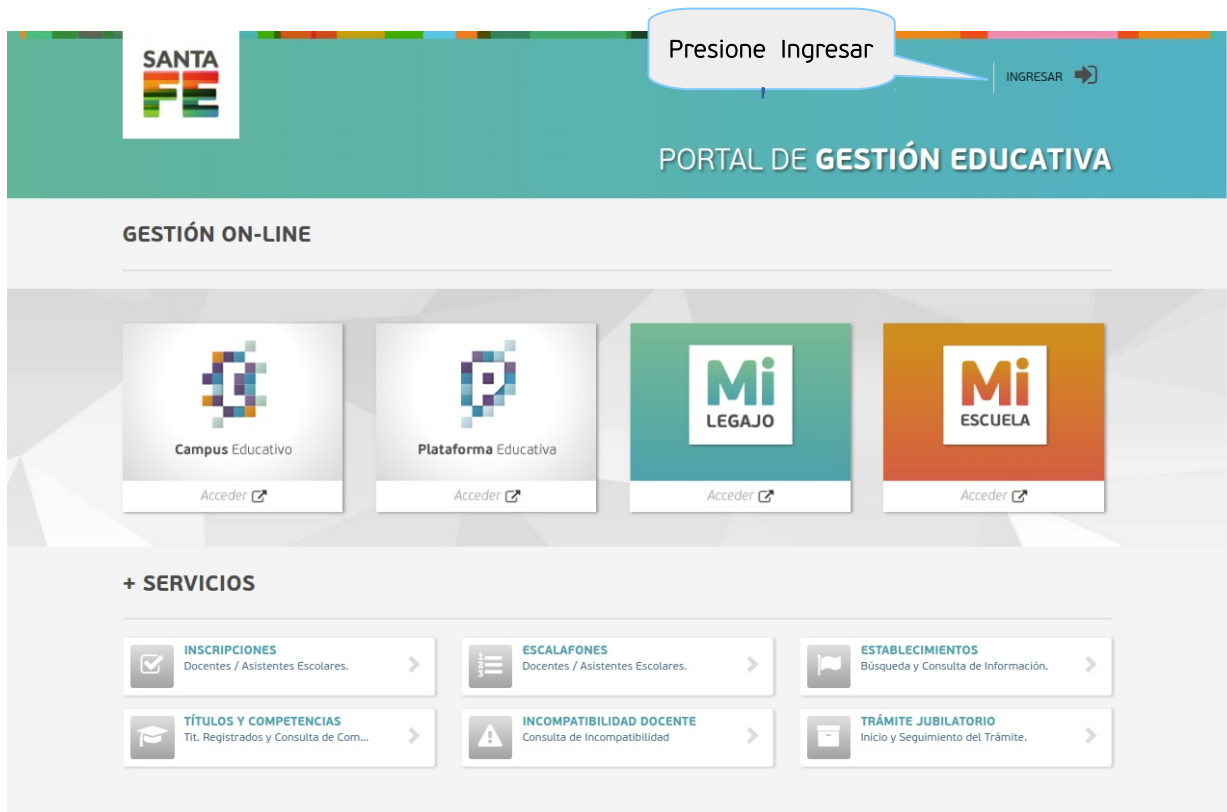 SANTA
FE
Presione Ingresar
INGRESAR
PORTAL DE GESTIÓN EDUCATIVA
GESTIÓN ON-LINE
Campus Educativo
Acceder
Plataforma Educativa
Acceder
Mi
LEGAJO
Acceder
Mi
ESCUELA
Acceder
+ SERVICIOS
INSCRIPCIONES
Docentes / Asistentes Escolares.
ESCALAFONES
Docentes / Asistentes Escolares.
ESTABLECIMIENTOS
Búsqueda y Consulta de Información.
TÍTULOS Y COMPETENCIAS
Tit. Registrados y Consulta de Com...
INCOMPATIBILIDAD DOCENTE
Consulta de Incompatibilidad
TRÁMITE JUBILATORIO
Inicio y Seguimiento del Trámite.